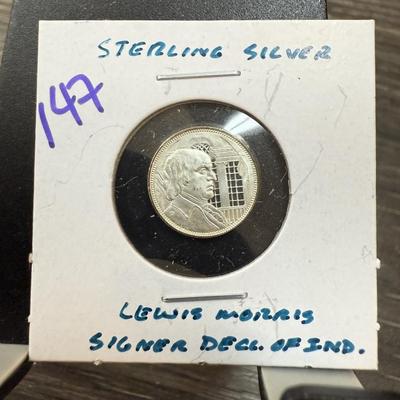 STERLING SILVER
147
LEWIS MORRIS
SIGNER DECL. OF IND.